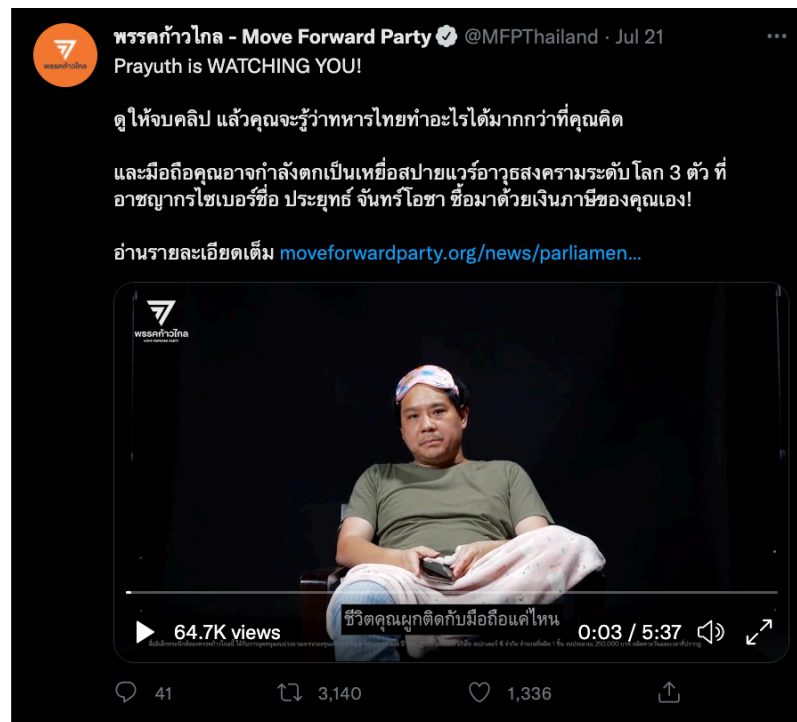 พรรคก้าวไกล - Move Forward Party @MFPThailand · Jul 21
Prayuth is WATCHING YOU!
ดูให้จบคลิป แล้วคุณจะรู้ว่าทหารไทยทำอะไรได้มากกว่าที่คุณคิด
และมือถือคุณอาจกำลังตกเป็นเหยื่อสปายแวร์อาวุธสงครามระดับโลก 3 ตัว ที่
อาชญากรไซเบอร์ชื่อ ประยุทธ์ จันทร์โอชา ซื้อมาด้วยเงินภาษีของคุณเอง!
อ่านรายละเอียดเต็ม moveforwardparty.org/news/parliamen...
พรรคก้าวไกล
MOVE FORWARD PARTY
ชีวิตคุณผูกติดกับมือถือแค่ไหน
64.7K views
0:03 / 5:37
41
3,140
1,336